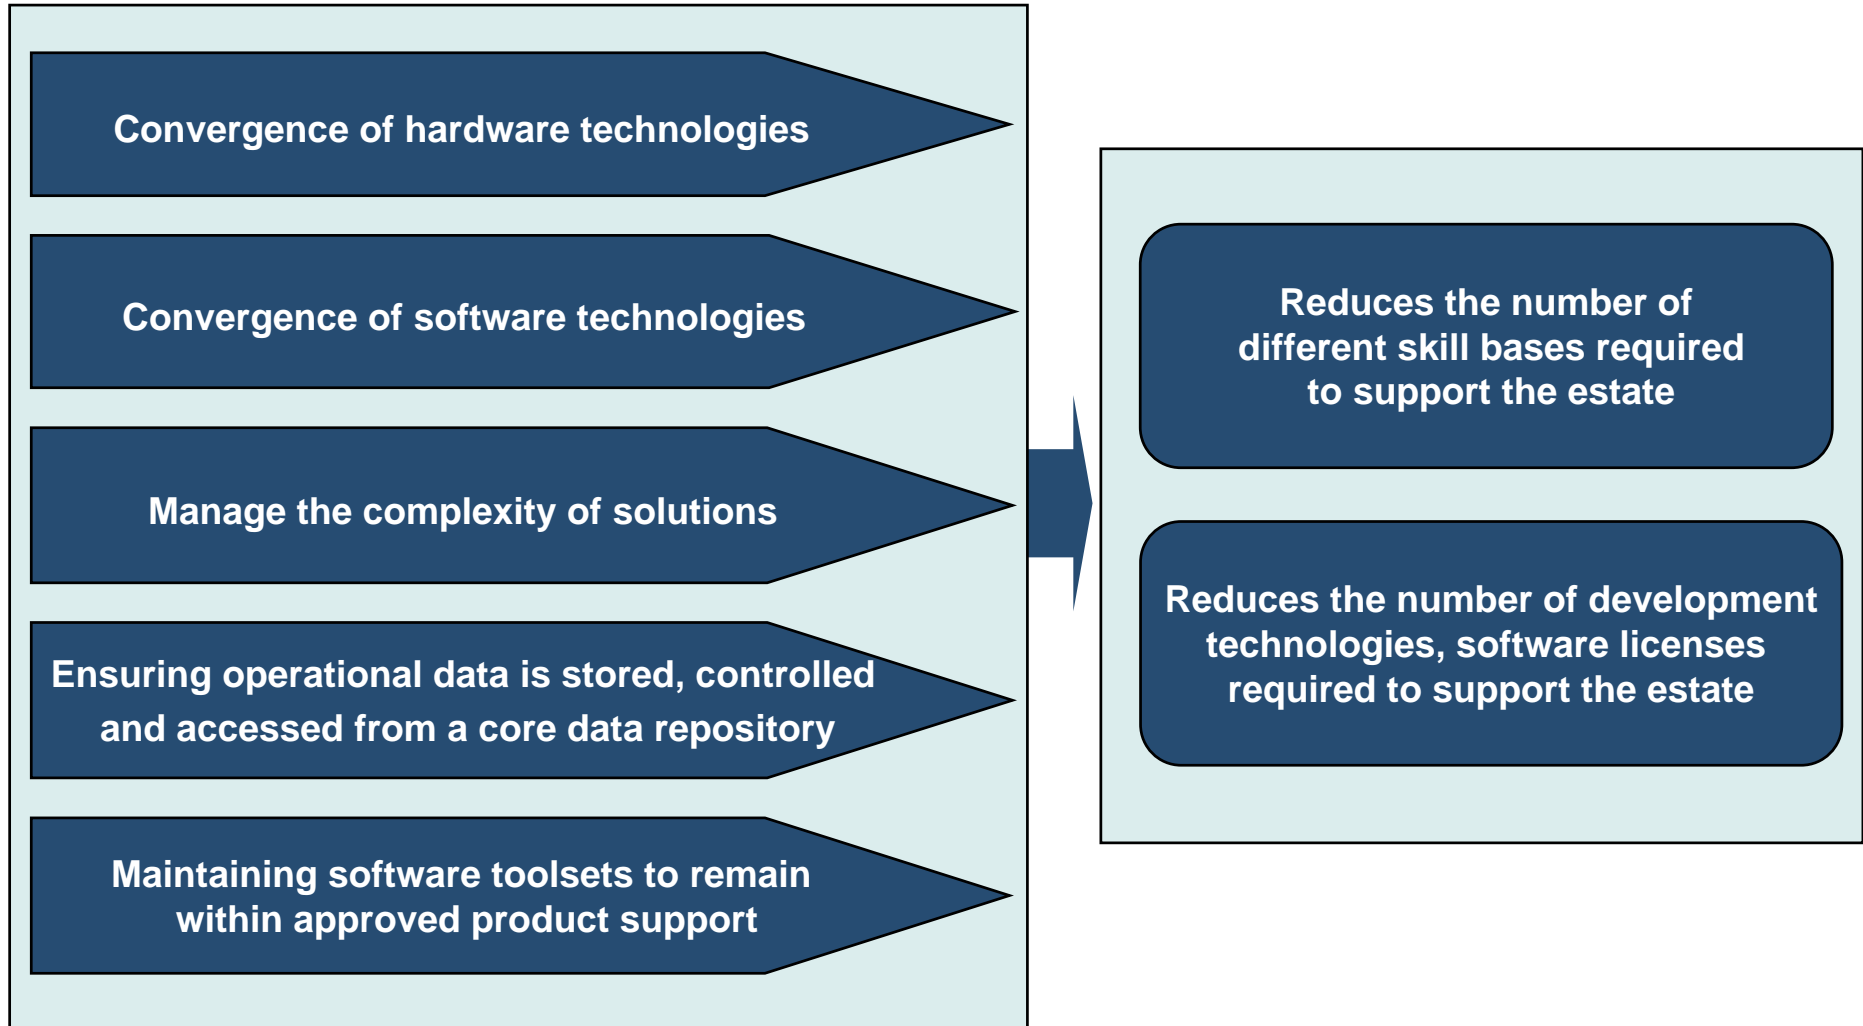 Convergence of hardware technologies
Convergence of software technologies
Manage the complexity of solutions
Ensuring operational data is stored, controlled
and accessed from a core data repository
Maintaining software toolsets to remain
within approved product support
Reduces the number of
different skill bases required
to support the estate
Reduces the number of development
technologies, software licenses
required to support the estate